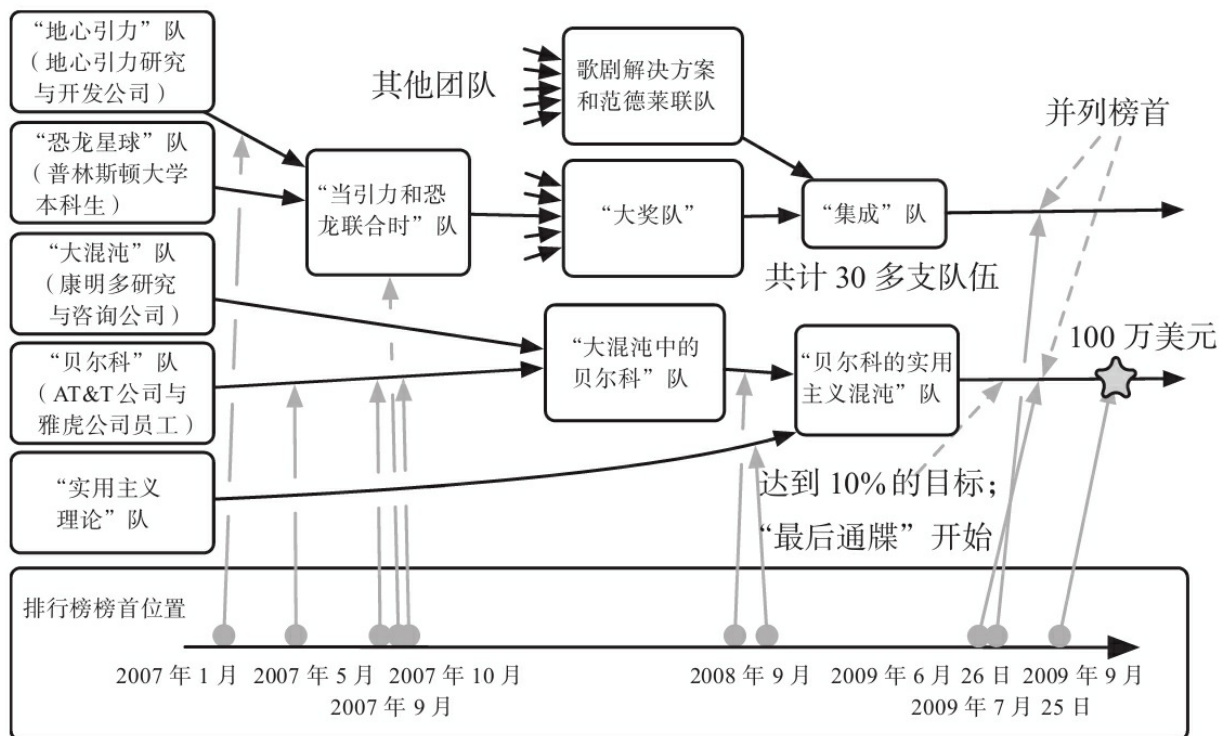 “地心引力”队
（地心引力研究
与开发公司）
“恐龙星球”队
（普林斯顿大学
本科生）
“大混沌”队
（康明多研究
与咨询公司）
“贝尔科”队
（AT&T公司与
雅虎公司员工）
“实用主义
理论”队
“当引力和恐
龙联合时”队
其他团队
歌剧解决方案
和范德莱联队
“大奖队”
“集成”队
共计 30 多支队伍
并列榜首
“大混沌中的
贝尔科”队
“贝尔科的实用
主义混沌”队
100 万美元
达到 10% 的目标；
“最后通牒”开始
排行榜榜首位置
2007 年 1 月
2007 年 5 月
2007 年 9 月
2007 年 10 月
2008 年 9 月
2009 年 6 月 26 日
2009 年 7 月 25 日
2009 年 9 月